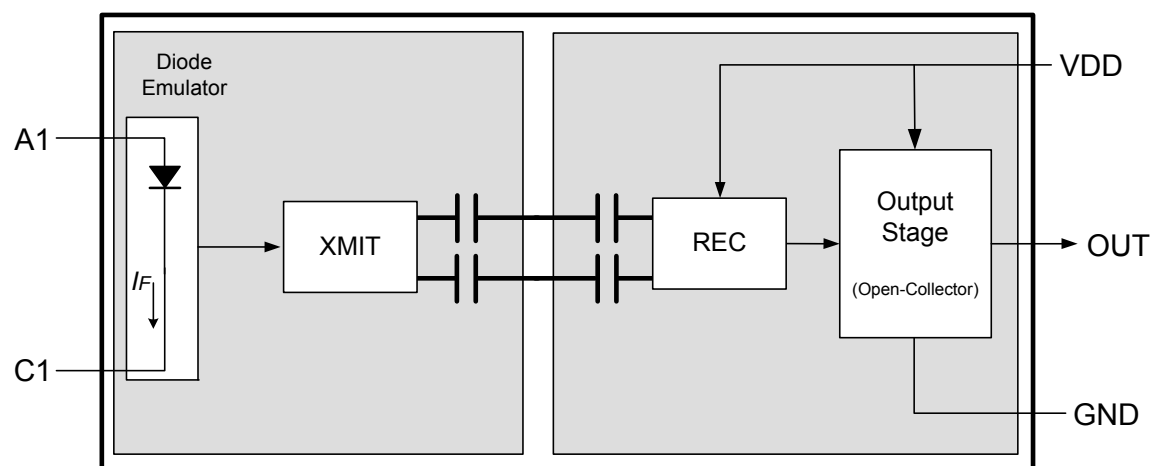 Diode
Emulator
VDD
A1
Output
Stage
XMIT
REC
OUT
IF
(Open-Collector)
C1
GND